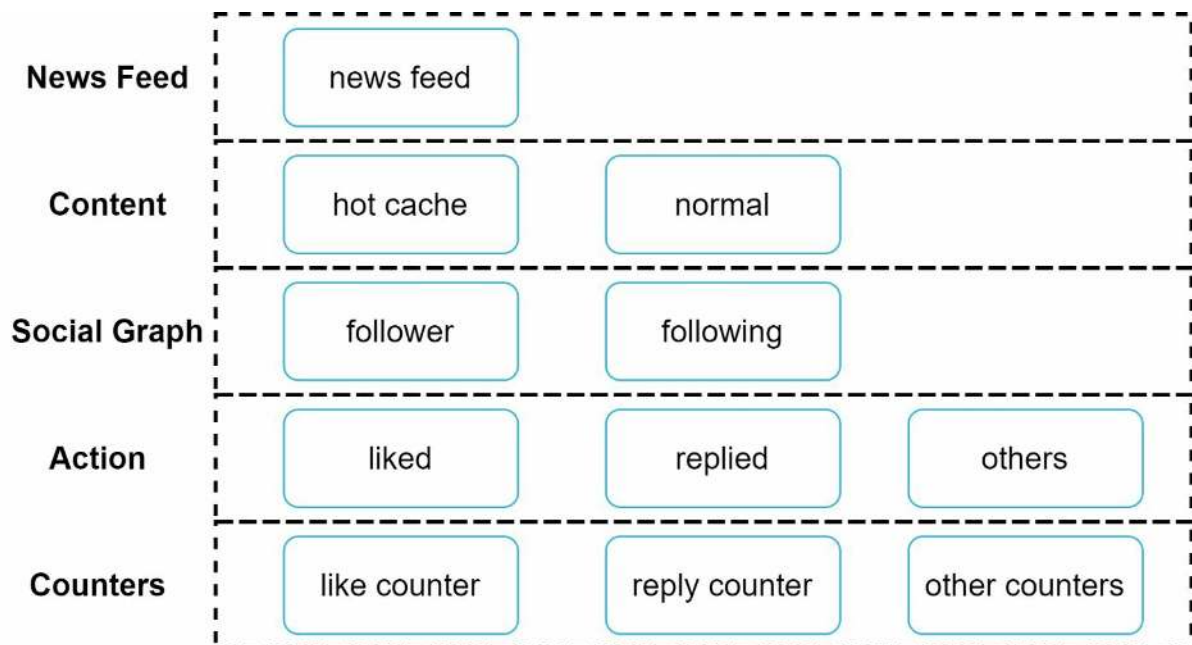 News Feed
news feed
Content
hot cache
normal
Social Graph
follower
following
Action
liked
replied
others
Counters
like counter
reply counter
other counters